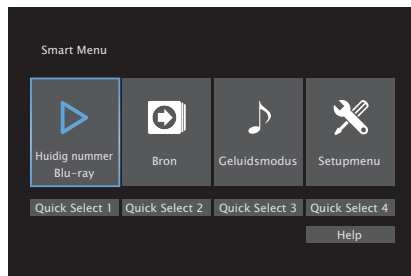 Smart Menu
Huidig nummer
Blu-ray
Bron
Geluidsmodus
Setupmenu
Quick Select 1
Quick Select 2
Quick Select 3
Quick Select 4
Help